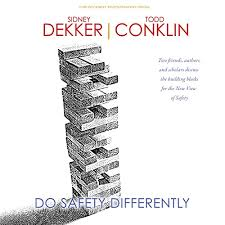 SIDNEY TODD
DEKKER | CONKLIN
Two friends, authors,
and scholars discuss
the building blocks
for the New View
of Safety
DO SAFETY DIFFERENTLY